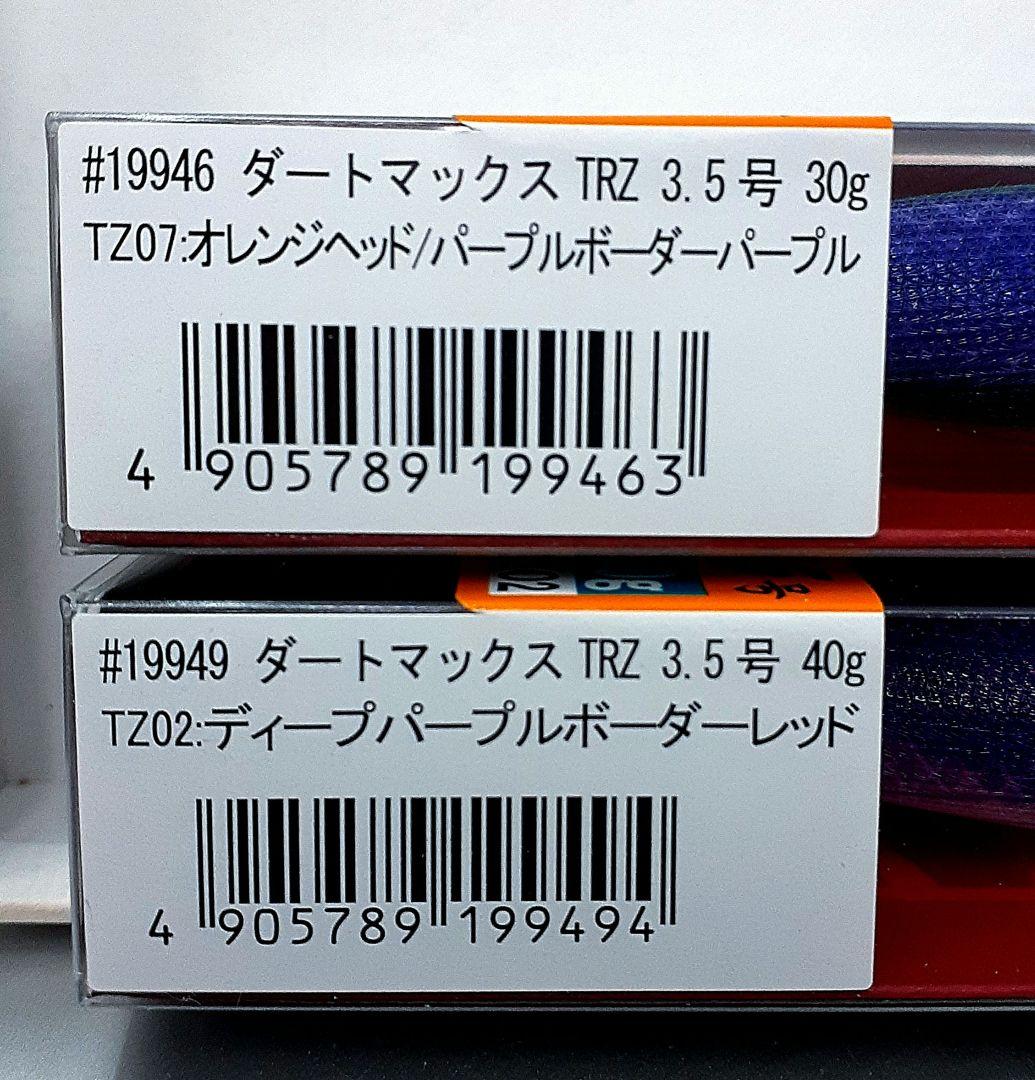 #19946 ダートマックス TRZ 3.5号 30g
TZ07:オレンジヘッド/パープルボーダーパープル
4 905789 199463
02
#19949 ダートマックス TRZ 3.5号 40g
TZ02:ディープパープルボーダーレッド
4 905789 199494